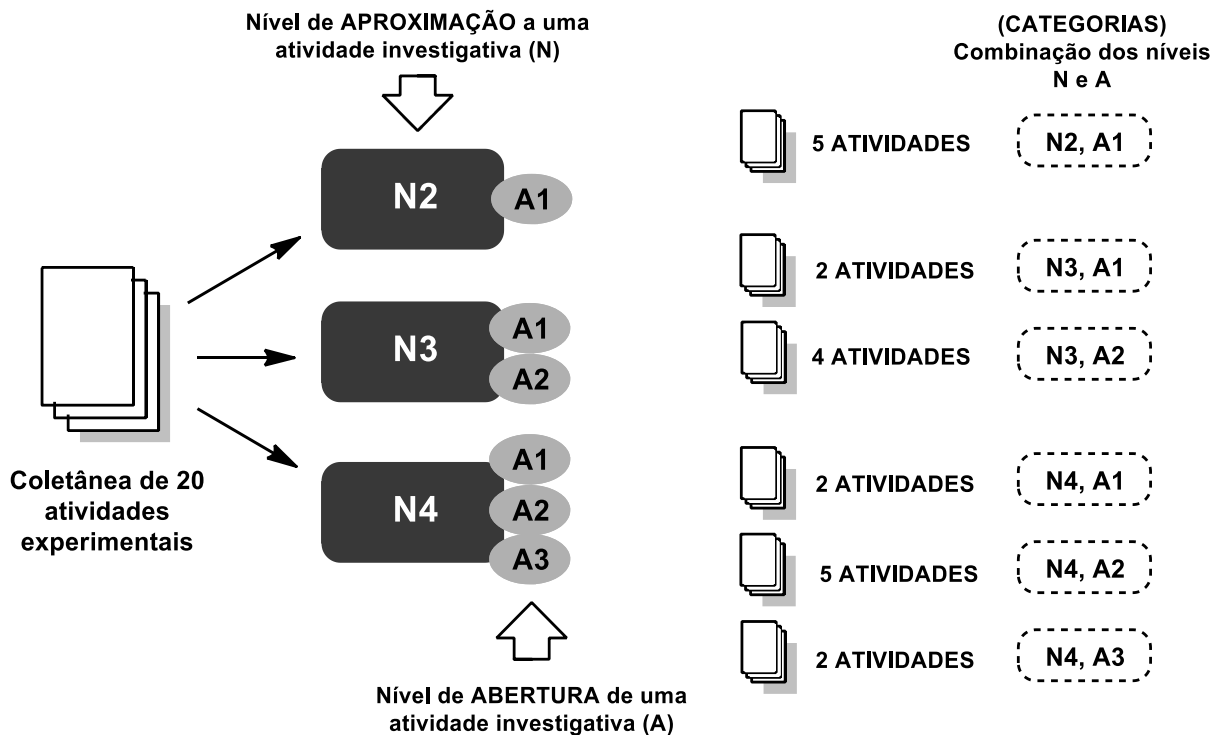 Nível de APROXIMAÇÃO a uma
atividade investigativa (N)
N2
A1
N3
A1
A2
N4
A1
A2
A3
Coletânea de 20
atividades
experimentais
Nível de ABERTURA de uma
atividade investigativa (A)
(CATEGORIAS)
Combinação dos níveis
N e A
5 ATIVIDADES
N2, A1
2 ATIVIDADES
N3, A1
4 ATIVIDADES
N3, A2
2 ATIVIDADES
N4, A1
5 ATIVIDADES
N4, A2
2 ATIVIDADES
N4, A3